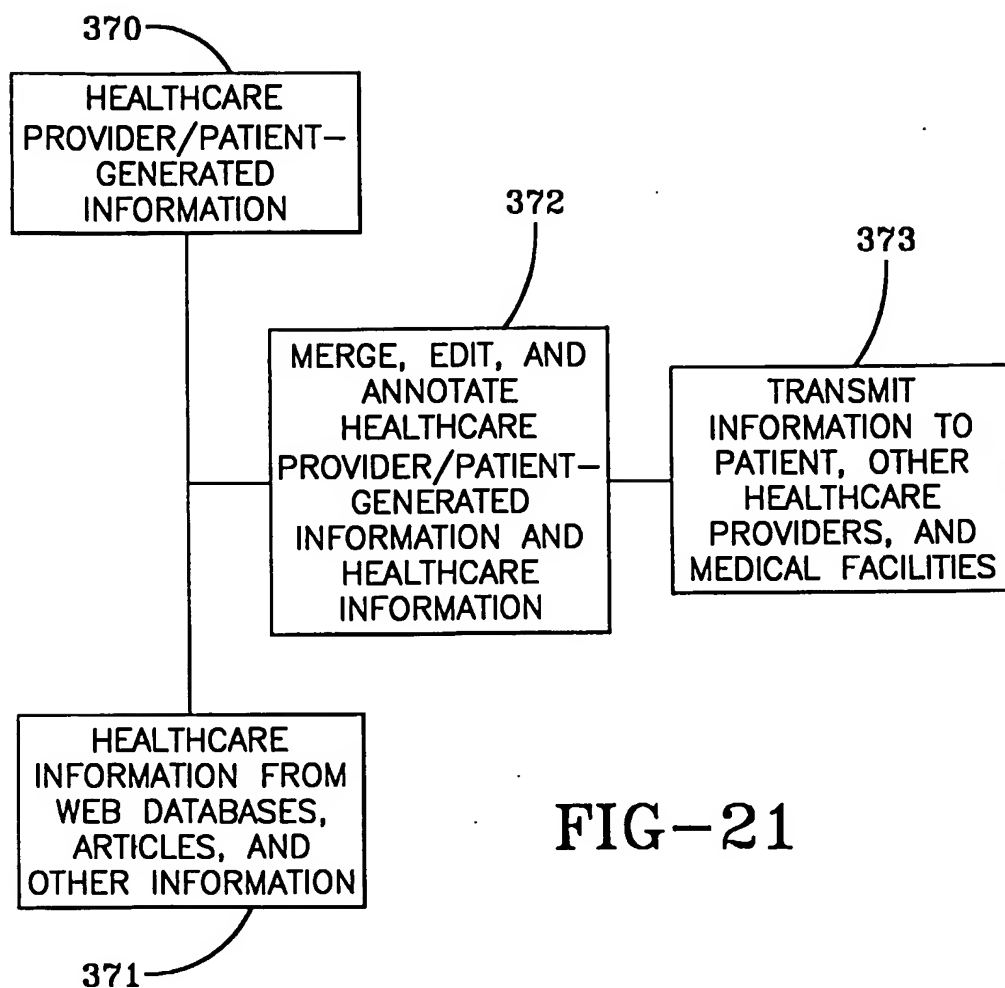 370
HEALTHCARE
PROVIDER/PATIENT-
GENERATED
INFORMATION
372
373
MERGE, EDIT, AND
ANNOTATE
HEALTHCARE
PROVIDER/PATIENT-
GENERATED
INFORMATION AND
HEALTHCARE
INFORMATION
TRANSMIT
INFORMATION TO
PATIENT, OTHER
HEALTHCARE
PROVIDERS, AND
MEDICAL FACILITIES
HEALTHCARE
INFORMATION FROM
WEB DATABASES,
ARTICLES, AND
OTHER INFORMATION
371
FIG-21